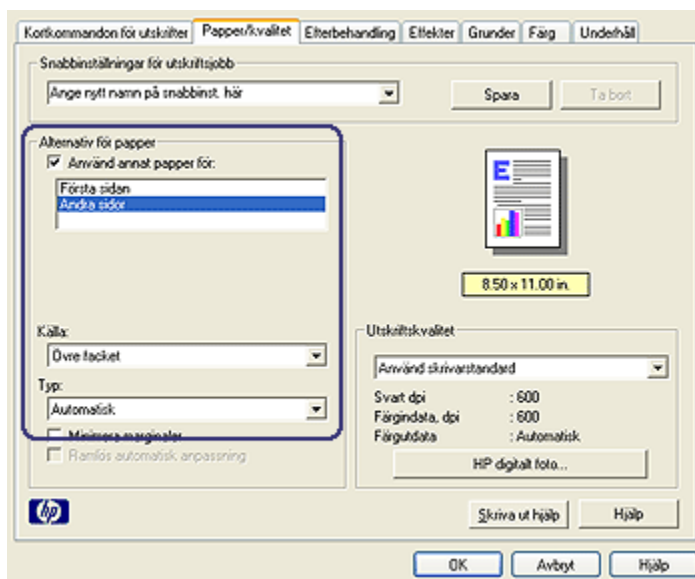 Kortkommandon för utskrifter Papper/kvalitet Efterbehandling Effekter Grunder Färg Underhåll
Snabbinställningar för utskriftsjobb
Ange nytt namn på snabbinst. här Spara Ta bort
Alternativ för papper
Använd annat papper för:
Första sidan
Andra sidor
E
8.50 x 11.00 in.
Källa:
Övre facket
Typ:
Automatisk
Minimera marginaler
Ramlös automatisk anpassning
Utskriftskvalitet
Använd skrivarstandard
Svart dpi : 600
Färgindata, dpi : 600
Färgutdata : Automatisk
HP digitalt foto...
hp
Skriva ut hjälp Hjälp
OK Avbryt Hjälp